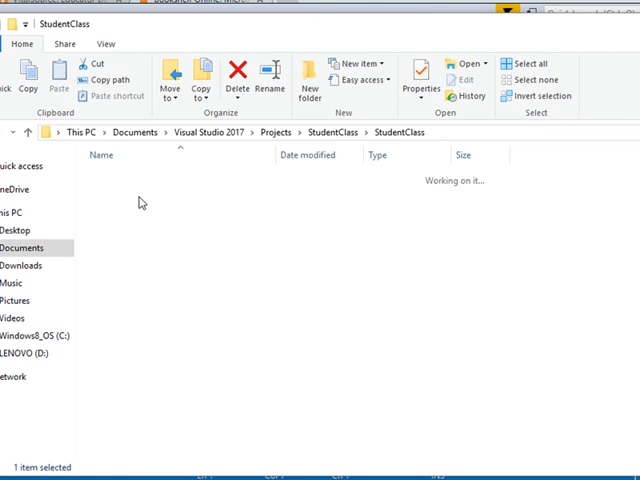 StudentClass
Home Share View
Copy
Paste
Cut
Copy path
Paste shortcut
Clipboard
Move to
Copy to
Delete
Rename
Organize
New folder
New item
Easy access
New
Properties
Open
Edit
History
Open
Select all
Select none
Invert selection
Select
This PC > Documents > Visual Studio 2017 > Projects > StudentClass > StudentClass
Name Date modified Type Size
Working on it...
uick access
neDrive
his PC
Desktop
Documents
Downloads
Music
Pictures
Videos
Windows8_OS (C:)
LENOVO (D:)
etwork
1 item selected